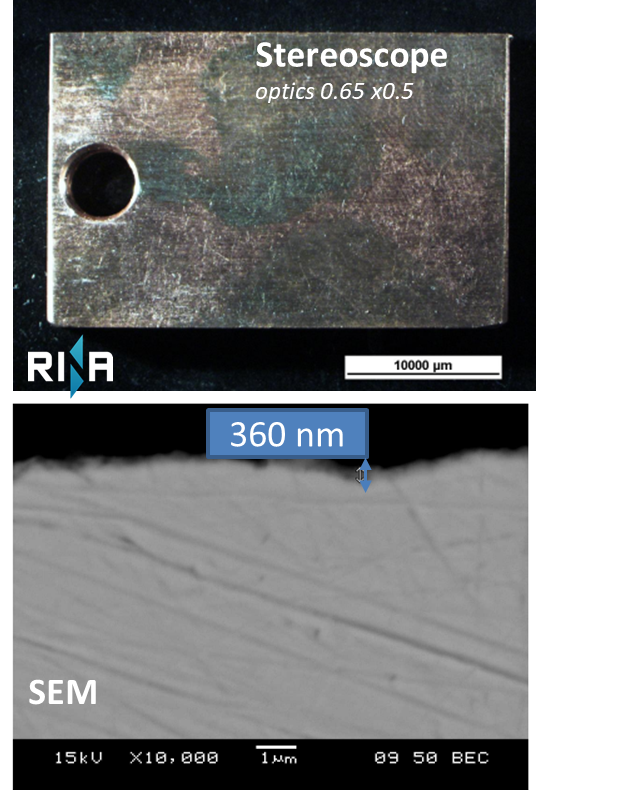 Stereoscope
optics 0.65 x0.5
RINA
10000 µm
360 nm
SEM
15kV X10,000 1µm 09 50 BEC